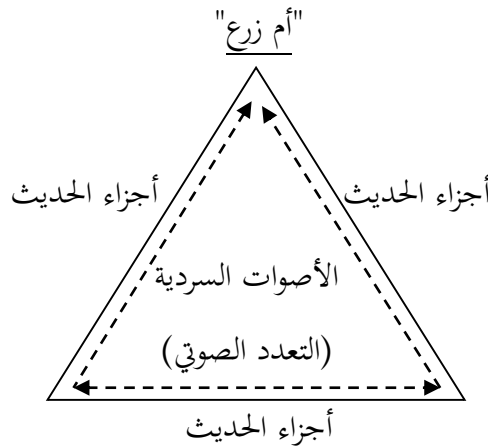 "أم زرع"
أجزاء الحديث
أجزاء الحديث
الأصوات السردية
(التعدد الصوتي)
أجزاء الحديث